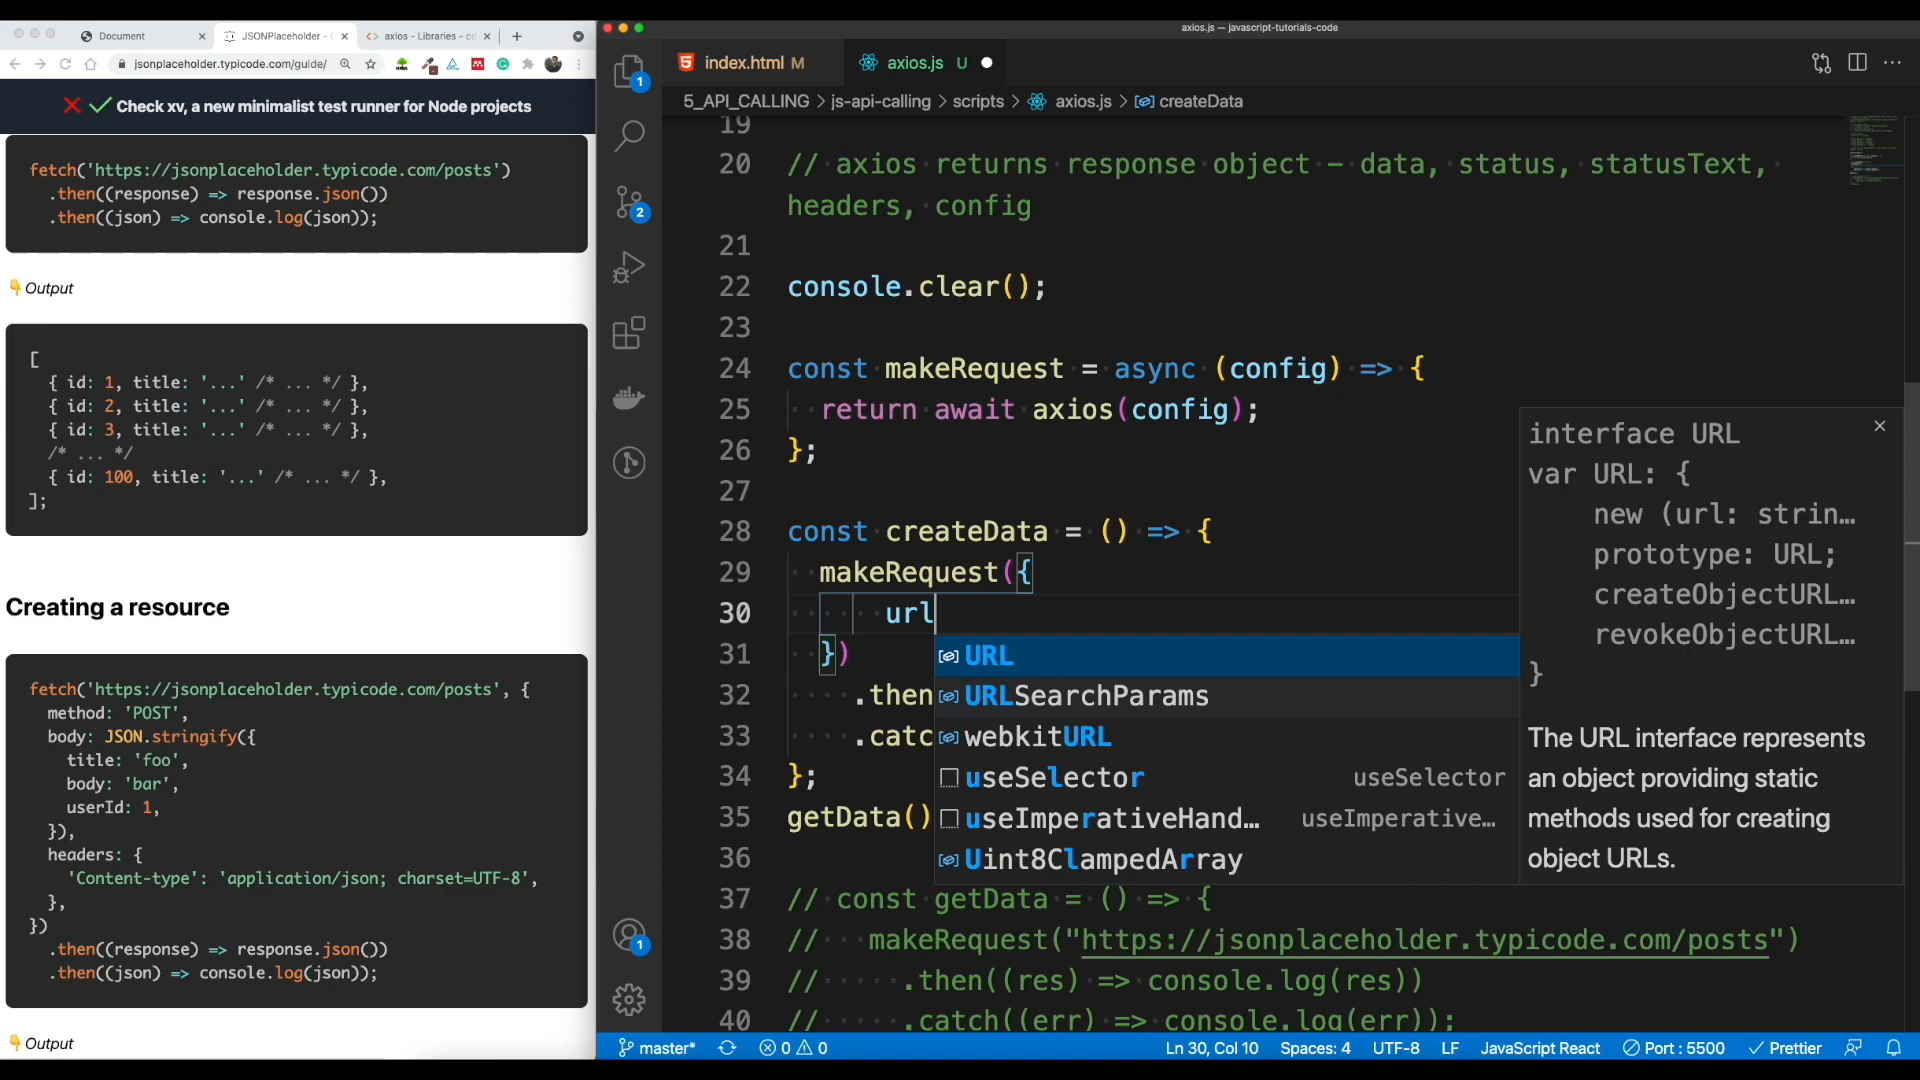 axios.js — javascript-tutorials-code
Document
JSONPlaceholder -
axios - Libraries - cd
jsonplaceholder.typicode.com/guide/
❌ ✓ Check xv, a new minimalist test runner for Node projects
fetch('https://jsonplaceholder.typicode.com/posts')
.then((response) => response.json())
.then((json) => console.log(json));
👇 Output
[
{ id: 1, title: '...' /* ... */ },
{ id: 2, title: '...' /* ... */ },
{ id: 3, title: '...' /* ... */ },
/* ... */
{ id: 100, title: '...' /* ... */ },
];
Creating a resource
fetch('https://jsonplaceholder.typicode.com/posts', {
method: 'POST',
body: JSON.stringify({
title: 'foo',
body: 'bar',
userId: 1,
}),
headers: {
'Content-type': 'application/json; charset=UTF-8',
},
})
.then((response) => response.json())
.then((json) => console.log(json));
👇 Output
1
2
1
index.html M
axios.js U
5_API_CALLING > js-api-calling > scripts > axios.js > createData
19
20 // axios returns response object - data, status, statusText,
headers, config
21
22 console.clear();
23
24 const makeRequest = async (config) => {
25 return await axios(config);
26 };
27
28 const createData = () => {
29 makeRequest({
30 url
31 })
32 .then
33 .catc
34 };
35 getData()
36
37 // const getData = () => {
38 // makeRequest("https://jsonplaceholder.typicode.com/posts")
39 // .then((res) => console.log(res))
40 // .catch((err) => console.log(err));
URL
URLSearchParams
webkitURL
useSelector useSelector
useImperativeHand… useImperative…
Uint8ClampedArray
interface URL
var URL: {
new (url: strin…
prototype: URL;
createObjectURL…
revokeObjectURL…
}
The URL interface represents
an object providing static
methods used for creating
object URLs.
master* 0 0 Ln 30, Col 10 Spaces: 4 UTF-8 LF JavaScript React Port : 5500 Prettier